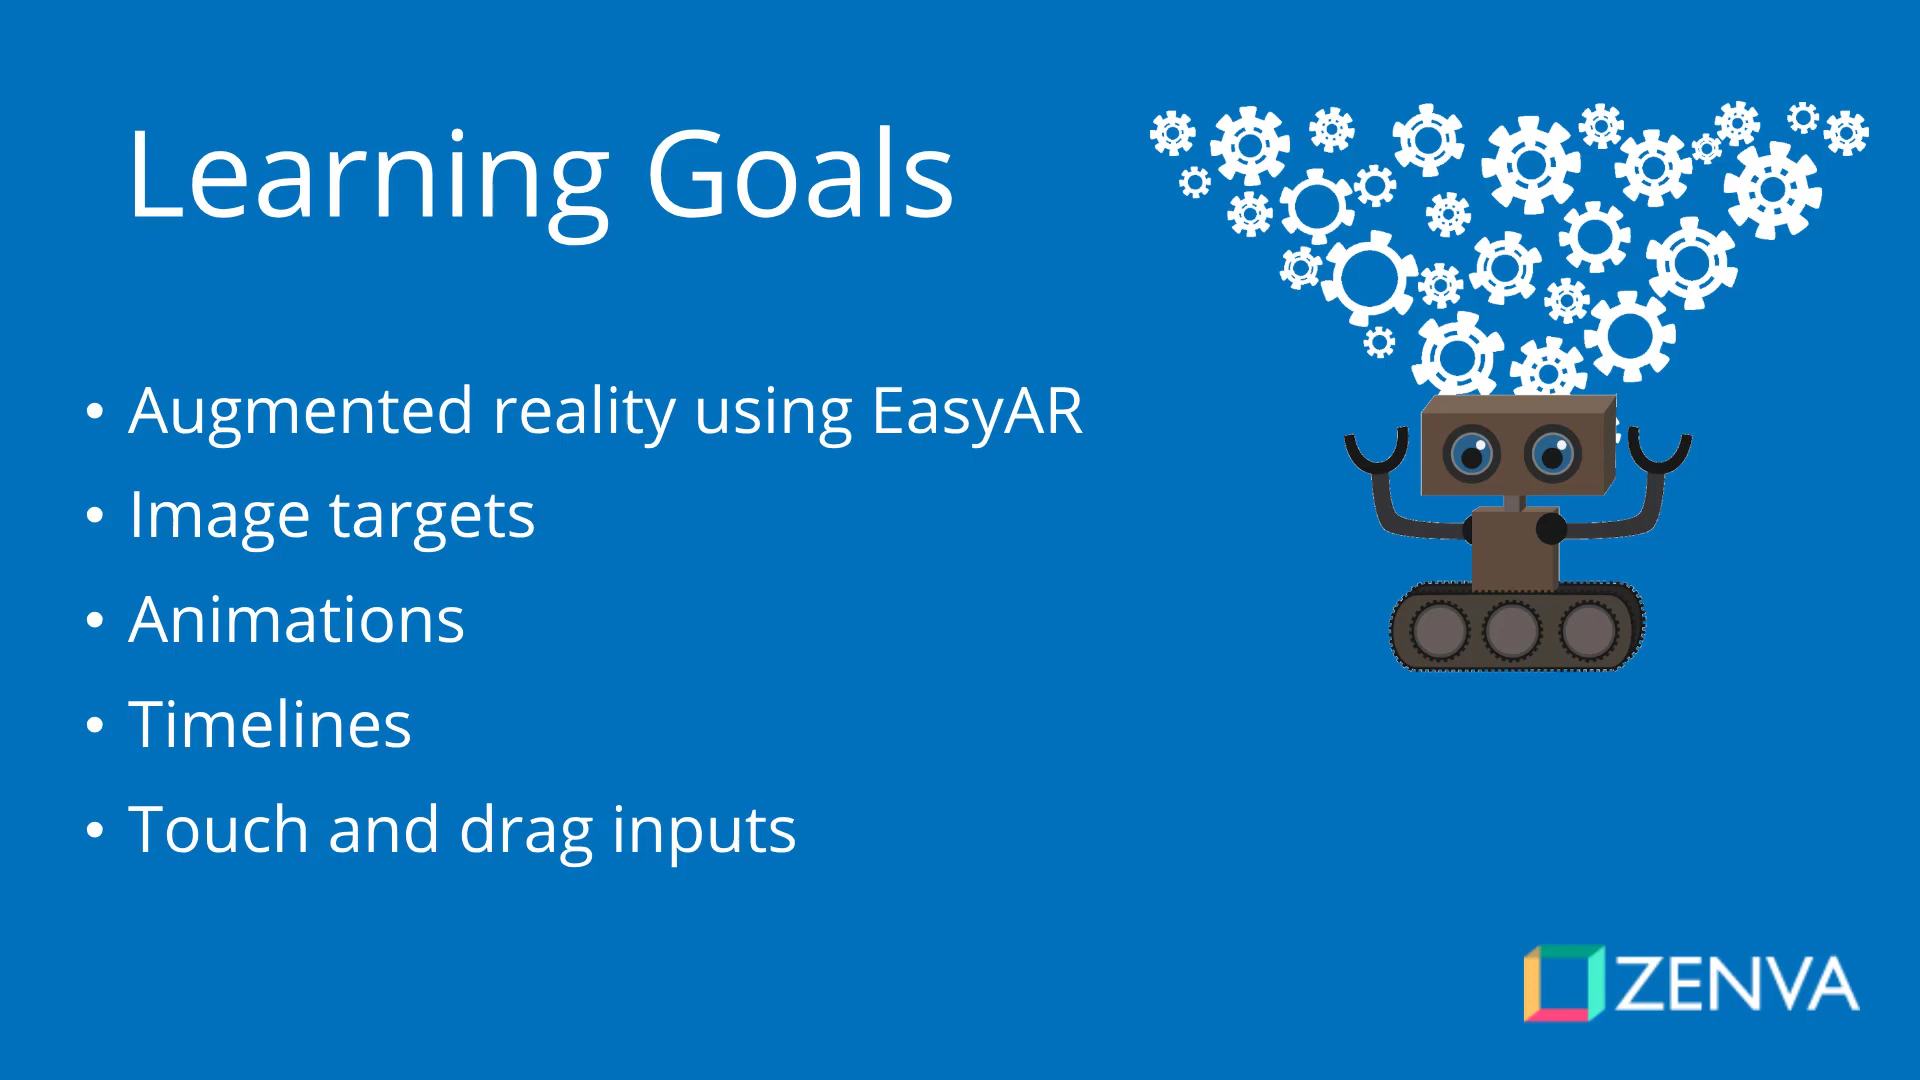 Learning Goals
• Augmented reality using EasyAR
• Image targets
• Animations
• Timelines
• Touch and drag inputs
ZENVA